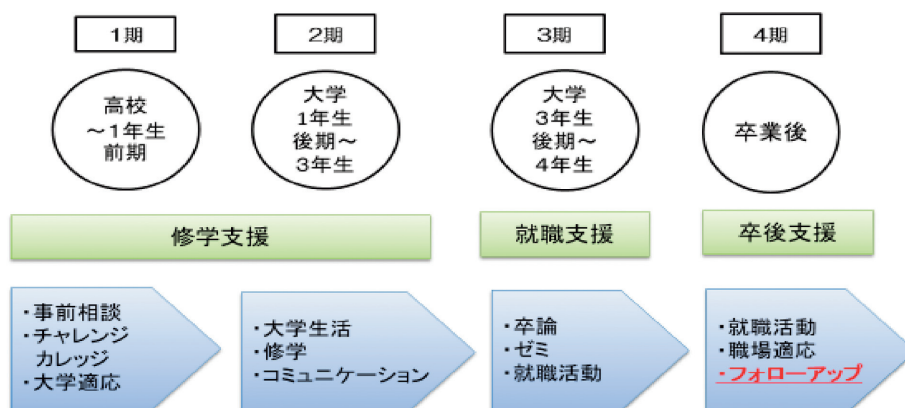 1期
2期
3期
4期
高校
～1年生
前期
大学
1年生
後期～
3年生
大学
3年生
後期～
4年生
卒業後
修学支援
就職支援
卒後支援
・事前相談
・チャレンジ
カレッジ
・大学適応
・大学生活
・修学
・コミュニケーション
・卒論
・ゼミ
・就職活動
・就職活動
・職場適応
・フォローアップ